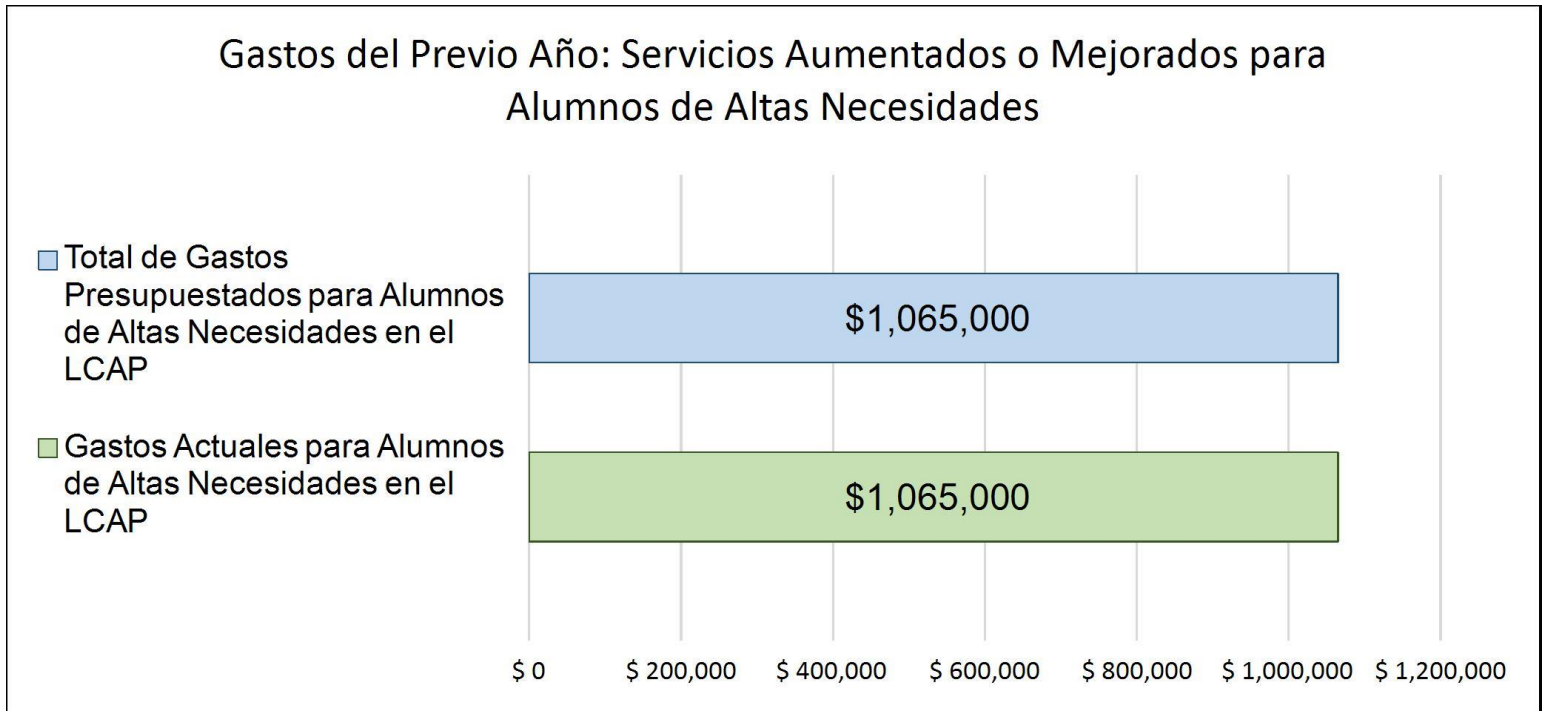 Gastos del Previo Año: Servicios Aumentados o Mejorados para
Alumnos de Altas Necesidades
Total de Gastos
Presupuestados para Alumnos
de Altas Necesidades en el
LCAP
$1,065,000
Gastos Actuales para Alumnos
de Altas Necesidades en el
LCAP
$1,065,000
$ 0 $ 200,000 $ 400,000 $ 600,000 $ 800,000 $ 1,000,000 $ 1,200,000